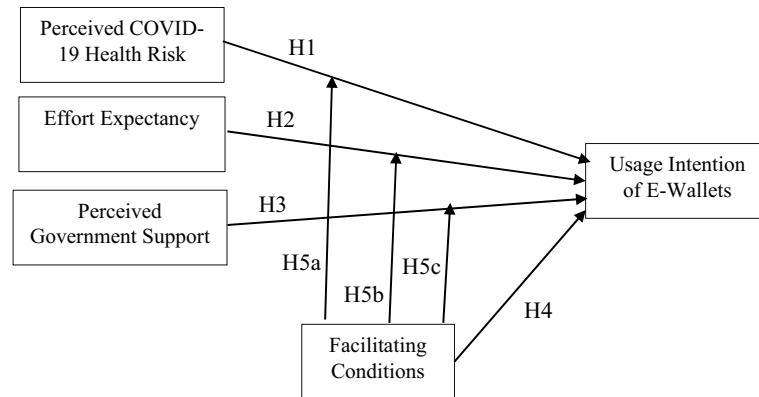 Perceived COVID-
19 Health Risk
H1
Effort Expectancy
H2
Usage Intention
of E-Wallets
Perceived
Government Support
H3
H5a
H5b
H5c
H4
Facilitating
Conditions